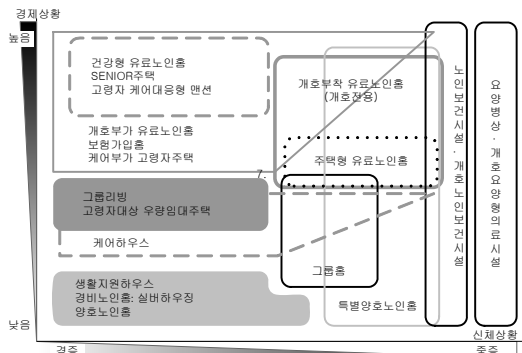 경제상황
높음
건강형 유료노인홈
SENIOR주택
고령자 케어대응형 맨션
개호부가 유료노인홈
보험가입홈
케어부가 고령자주택
개호부착 유료노인홈
(개호전용)
주택형 유료노인홈
7.
그룹리빙
고령자대상 우량임대주택
케어하우스
그룹홈
생활지원하우스
경비노인홈: 실버하우징
양호노인홈
특별양호노인홈
노인보건시설·개호노인보건시설
요양병상·개호요양형의료시설
낮음
신체상황
경증
중증